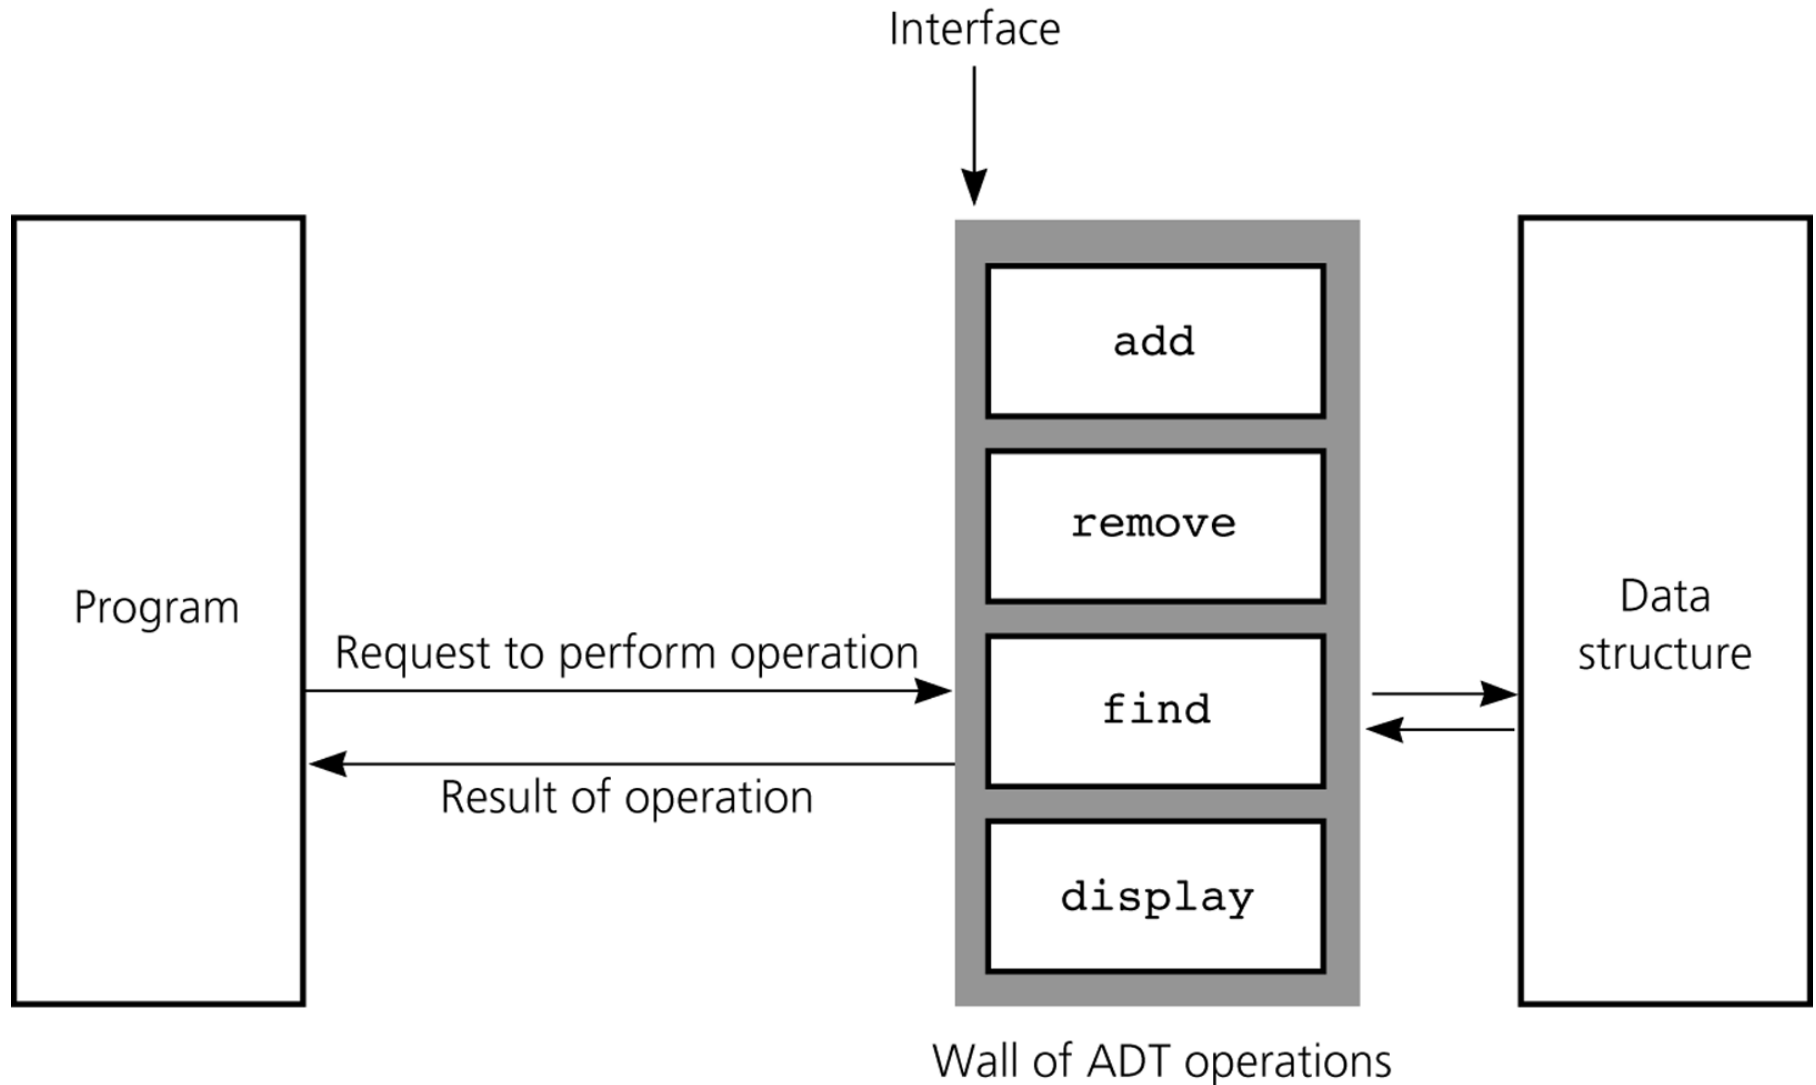 Interface
add
remove
Program
Request to perform operation
find
Data
structure
Result of operation
display
Wall of ADT operations